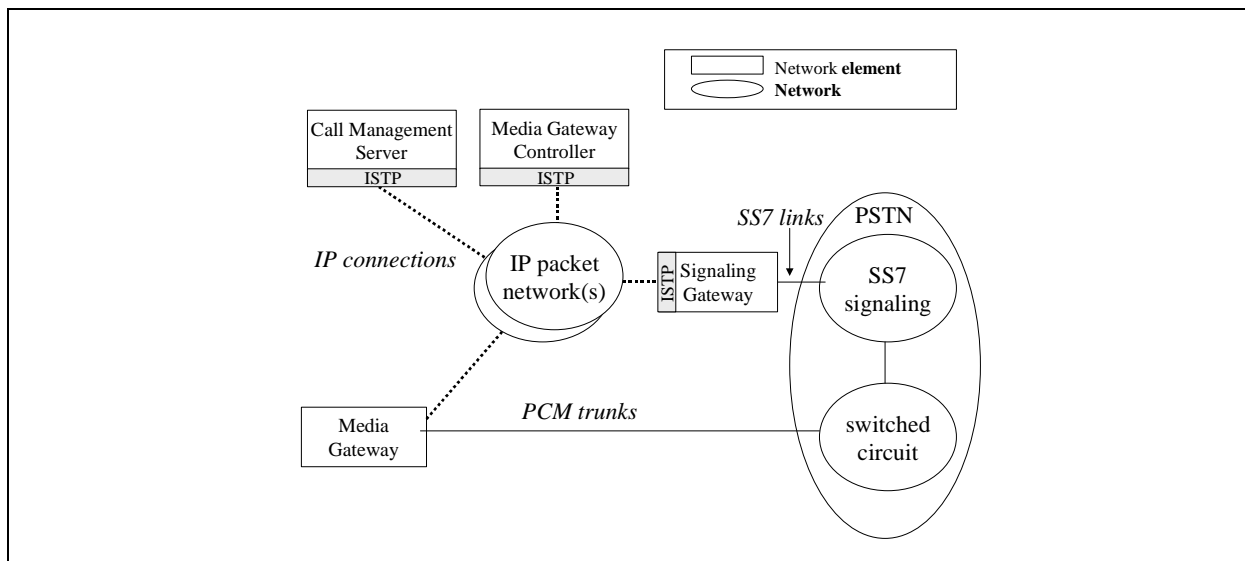 Network element
Network
Call Management
Server
ISTP
Media Gateway
Controller
ISTP
SS7 links
PSTN
IP connections
IP packet
network(s)
ISTP
Signaling
Gateway
SS7
signaling
PCM trunks
Media
Gateway
switched
circuit